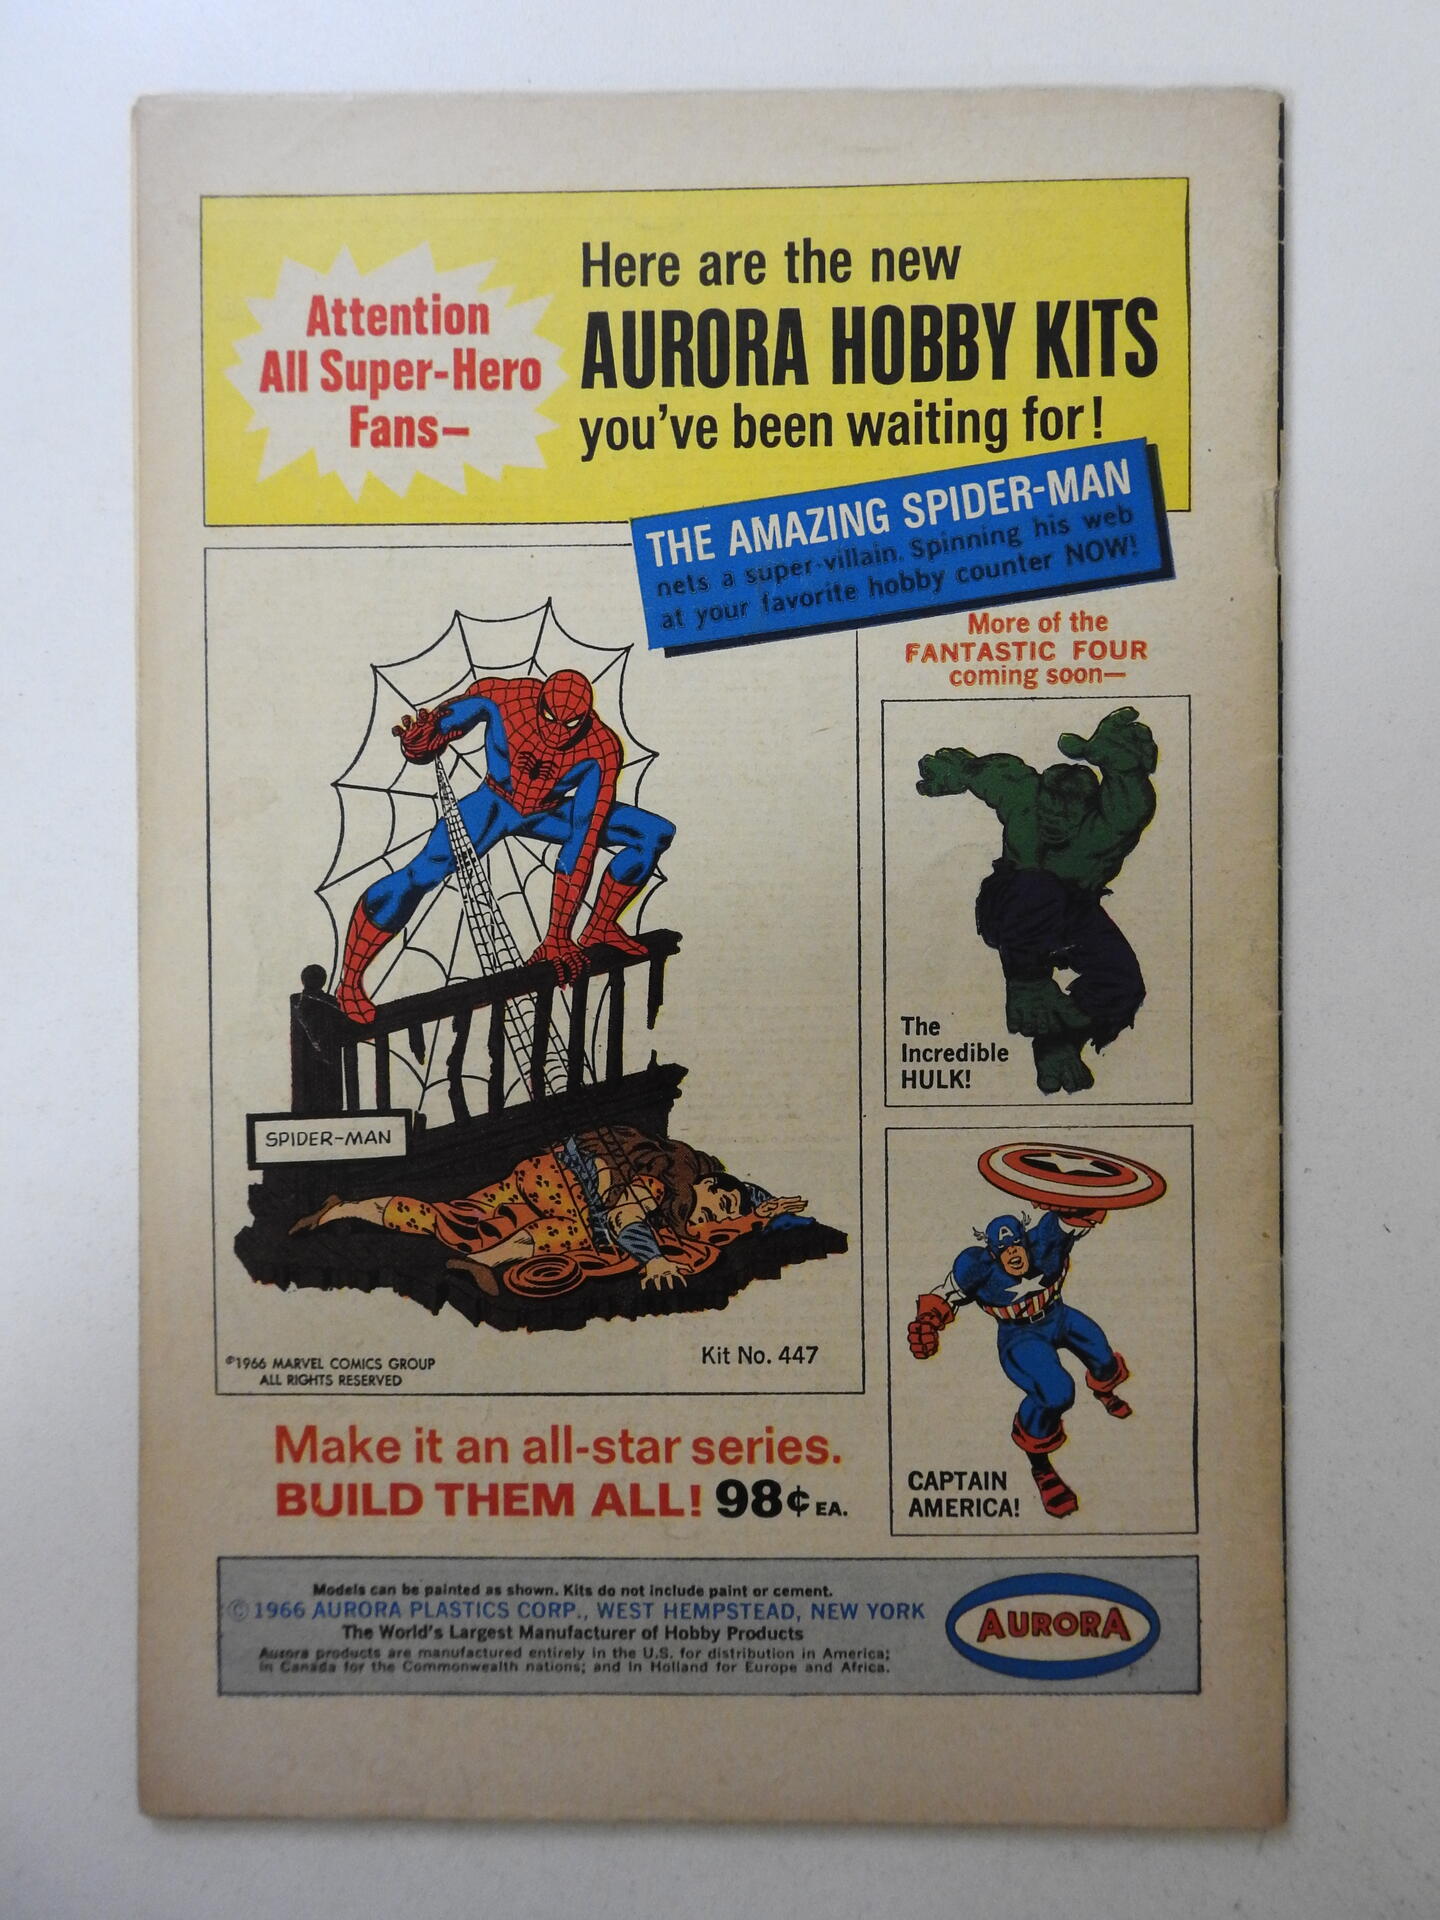 Attention
All Super-Hero
Fans—
Here are the new
AURORA HOBBY KITS
you've been waiting for!
THE AMAZING SPIDER-MAN
nets a super-villain. Spinning his web
at your favorite hobby counter NOW!
More of the
FANTASTIC FOUR
coming soon—
The
Incredible
HULK!
SPIDER-MAN
A
©1966 MARVEL COMICS GROUP
ALL RIGHTS RESERVED
Kit No. 447
CAPTAIN
AMERICA!
Make it an all-star series.
BUILD THEM ALL! 98¢ EA.
Models can be painted as shown. Kits do not include paint or cement.
©1966 AURORA PLASTICS CORP., WEST HEMPSTEAD, NEW YORK
The World's Largest Manufacturer of Hobby Products
Aurora products are manufactured entirely in the U.S. for distribution in America;
in Canada for the Commonwealth nations; and in Holland for Europe and Africa.
AURORA